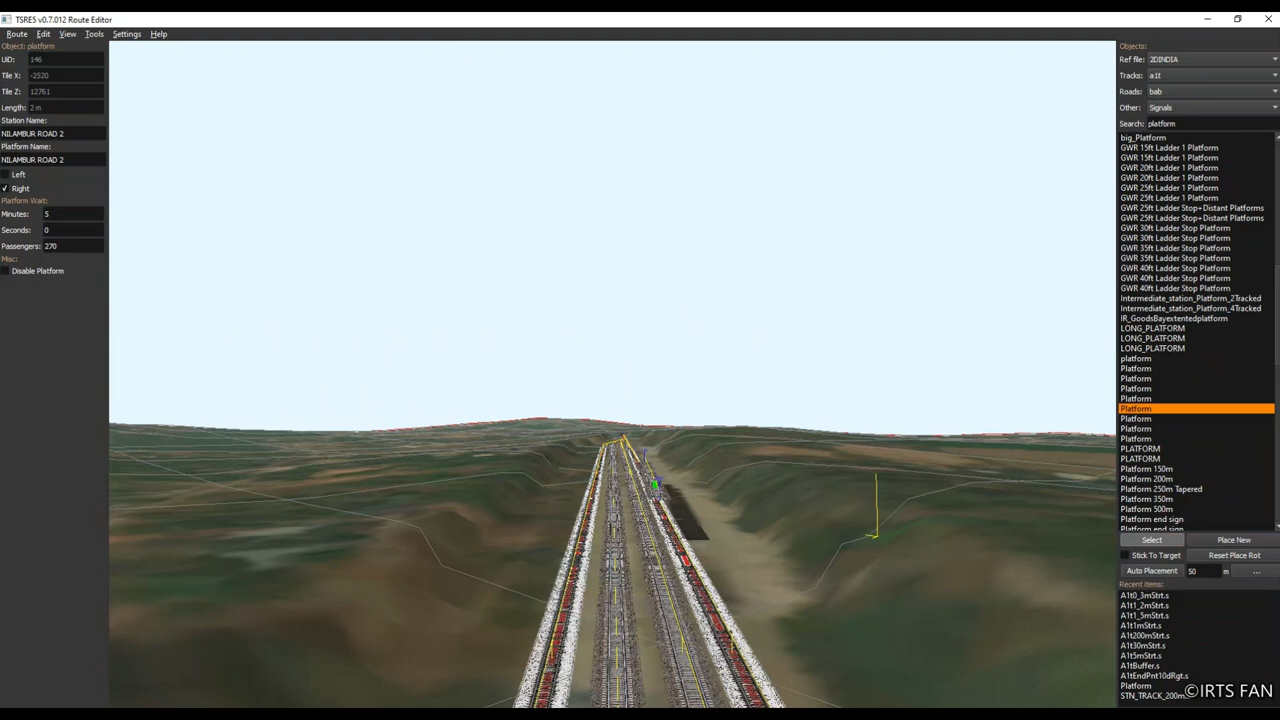 TSRE5 v0.7.012 Route Editor
Route Edit View Tools Settings Help
Object: platform
UID: 146
Tile X: -2520
Tile Z: 12761
Length: 2 m
Station Name:
NILAMBUR ROAD 2
Platform Name:
NILAMBUR ROAD 2
Left
Right
Platform Wait:
Minutes: 5
Seconds: 0
Passengers: 270
Misc:
Disable Platform
Objects:
Ref file: 2DINDIA
Tracks: a1t
Roads: bab
Other: Signals
Search: platform
big_Platform
GWR 15ft Ladder 1 Platform
GWR 15ft Ladder 1 Platform
GWR 20ft Ladder 1 Platform
GWR 20ft Ladder 1 Platform
GWR 25ft Ladder 1 Platform
GWR 25ft Ladder 1 Platform
GWR 25ft Ladder Stop+Distant Platforms
GWR 25ft Ladder Stop+Distant Platforms
GWR 30ft Ladder Stop Platform
GWR 30ft Ladder Stop Platform
GWR 35ft Ladder Stop Platform
GWR 35ft Ladder Stop Platform
GWR 40ft Ladder Stop Platform
GWR 40ft Ladder Stop Platform
GWR 40ft Ladder Stop Platform
Intermediate_station_Platform_2Tracked
Intermediate_station_Platform_4Tracked
IR_GoodsBayextentedplatform
LONG_PLATFORM
LONG_PLATFORM
LONG_PLATFORM
platform
Platform
Platform
Platform
Platform
Platform
Platform
Platform
Platform
PLATFORM
PLATFORM
Platform 150m
Platform 200m
Platform 250m Tapered
Platform 350m
Platform 500m
Platform end sign
Platform end sign
Select Place New
Stick To Target Reset Place Rot
Auto Placement 50 m ...
Recent items:
A1t0_3mStrt.s
A1t1_2mStrt.s
A1t1_5mStrt.s
A1t1mStrt.s
A1t200mStrt.s
A1t30mStrt.s
A1t5mStrt.s
A1tBuffer.s
A1tEndPnt10dRgt.s
Platform
STN_TRACK_200m
©IRTS FAN